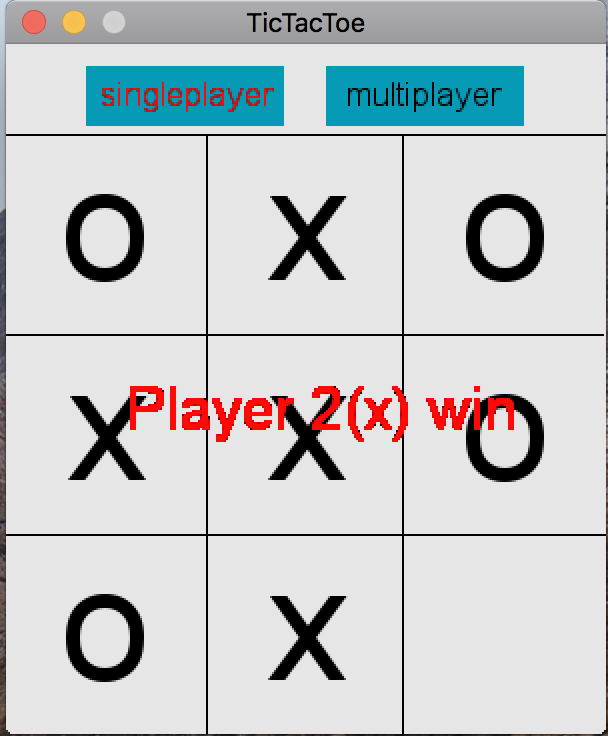 TicTacToe
singleplayer multiplayer
O X O
X X O
Player 2(x) win
O X